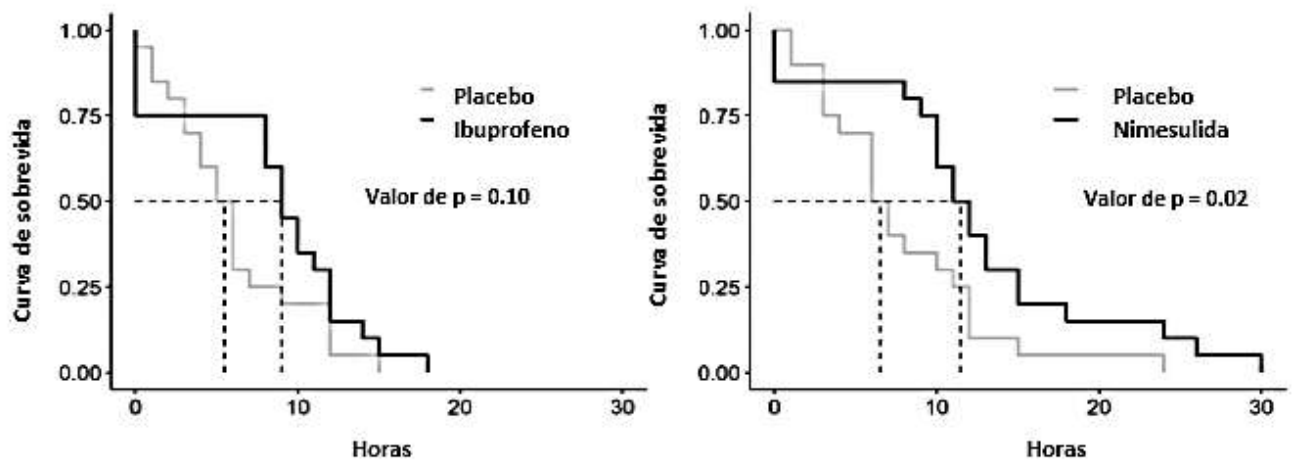 Curva de sobrevida
1.00
0.75
0.50
0.25
0.00
Placebo
Ibuprofeno
Valor de p = 0.10
0 10 20 30
Horas
Curva de sobrevida
1.00
0.75
0.50
0.25
0.00
Placebo
Nimesulida
Valor de p = 0.02
0 10 20 30
Horas